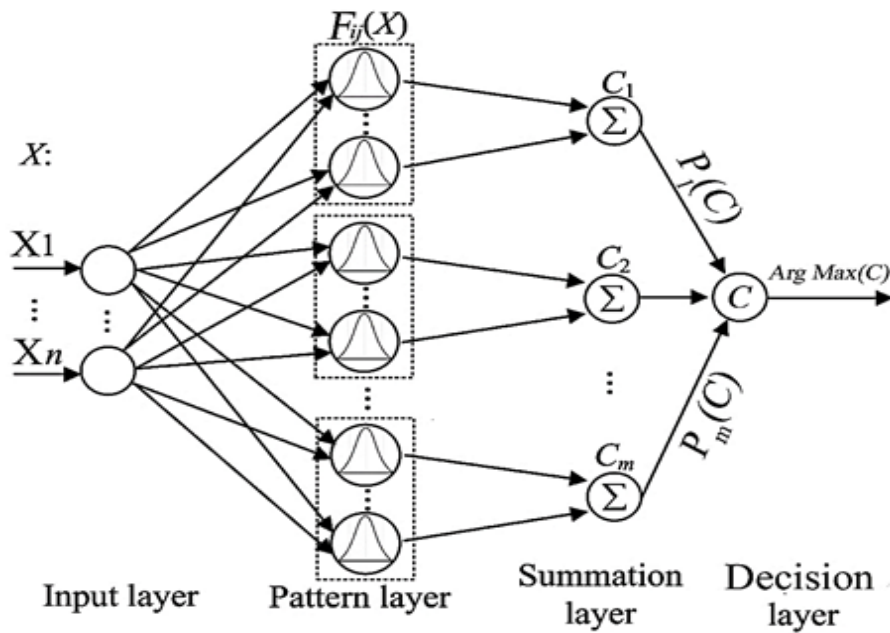 F_ij(X)
X:
X1
Xn
C_1
Σ
P_1(C)
C_2
Σ
C
Arg Max(C)
C_m
Σ
P_m(C)
Input layer
Pattern layer
Summation
layer
Decision
layer